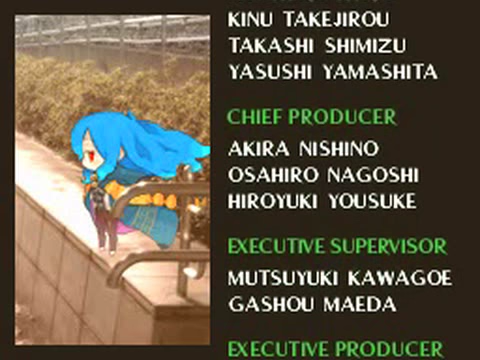 KINU TAKEJIROU
TAKASHI SHIMIZU
YASUSHI YAMASHITA
CHIEF PRODUCER
AKIRA NISHINO
OSAHIRO NAGOSHI
HIROYUKI YOUSUKE
EXECUTIVE SUPERVISOR
MUTSUYUKI KAWAGOE
GASHOU MAEDA
EXECUTIVE PRODUCER